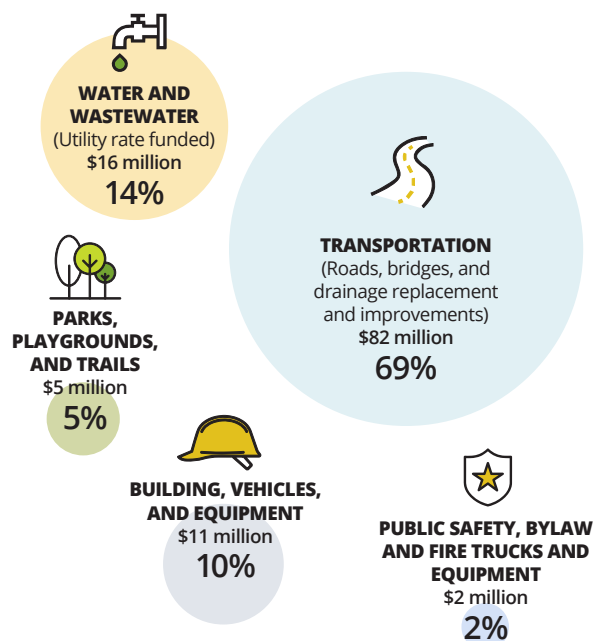 WATER AND
WASTEWATER
(Utility rate funded)
$16 million
14%
TRANSPORTATION
(Roads, bridges, and
drainage replacement
and improvements)
$82 million
69%
PARKS,
PLAYGROUNDS,
AND TRAILS
$5 million
5%
BUILDING, VEHICLES,
AND EQUIPMENT
$11 million
10%
PUBLIC SAFETY, BYLAW
AND FIRE TRUCKS AND
EQUIPMENT
$2 million
2%